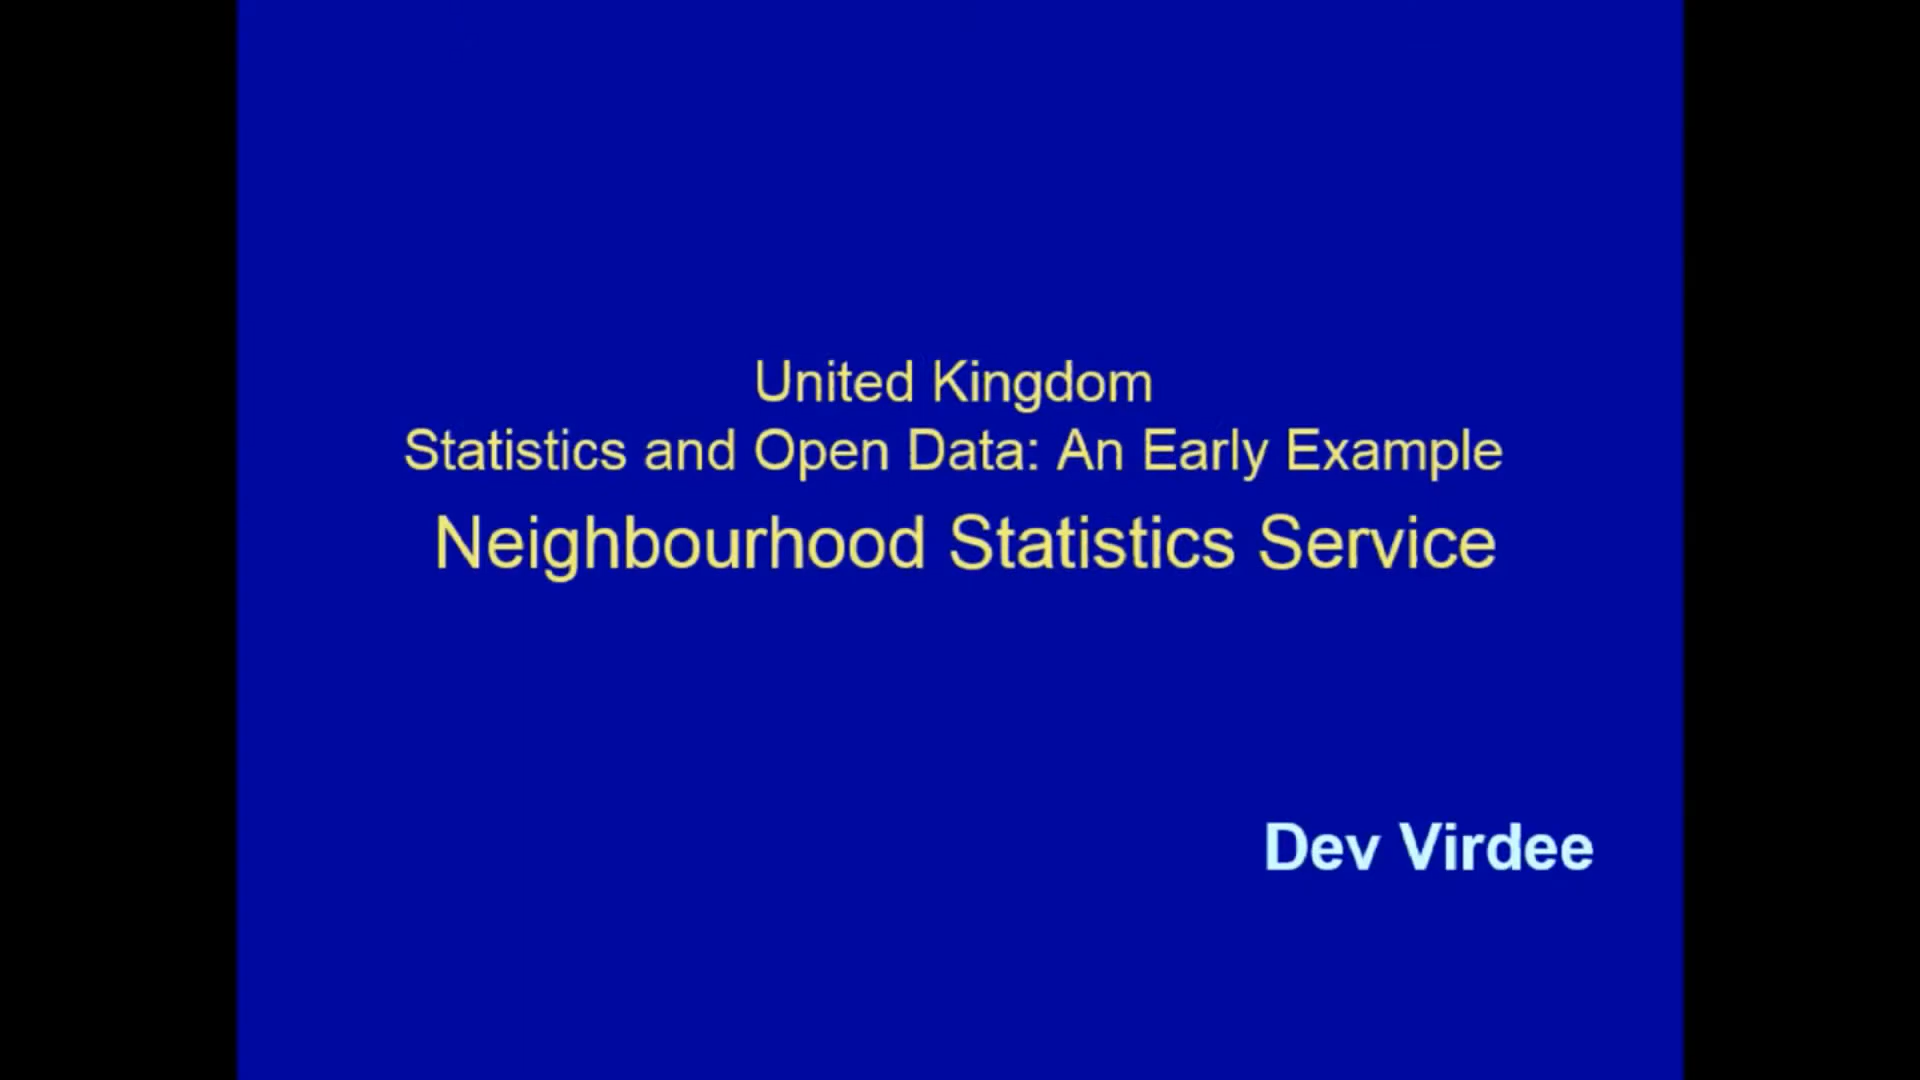 United Kingdom
Statistics and Open Data: An Early Example
Neighbourhood Statistics Service
Dev Virdee